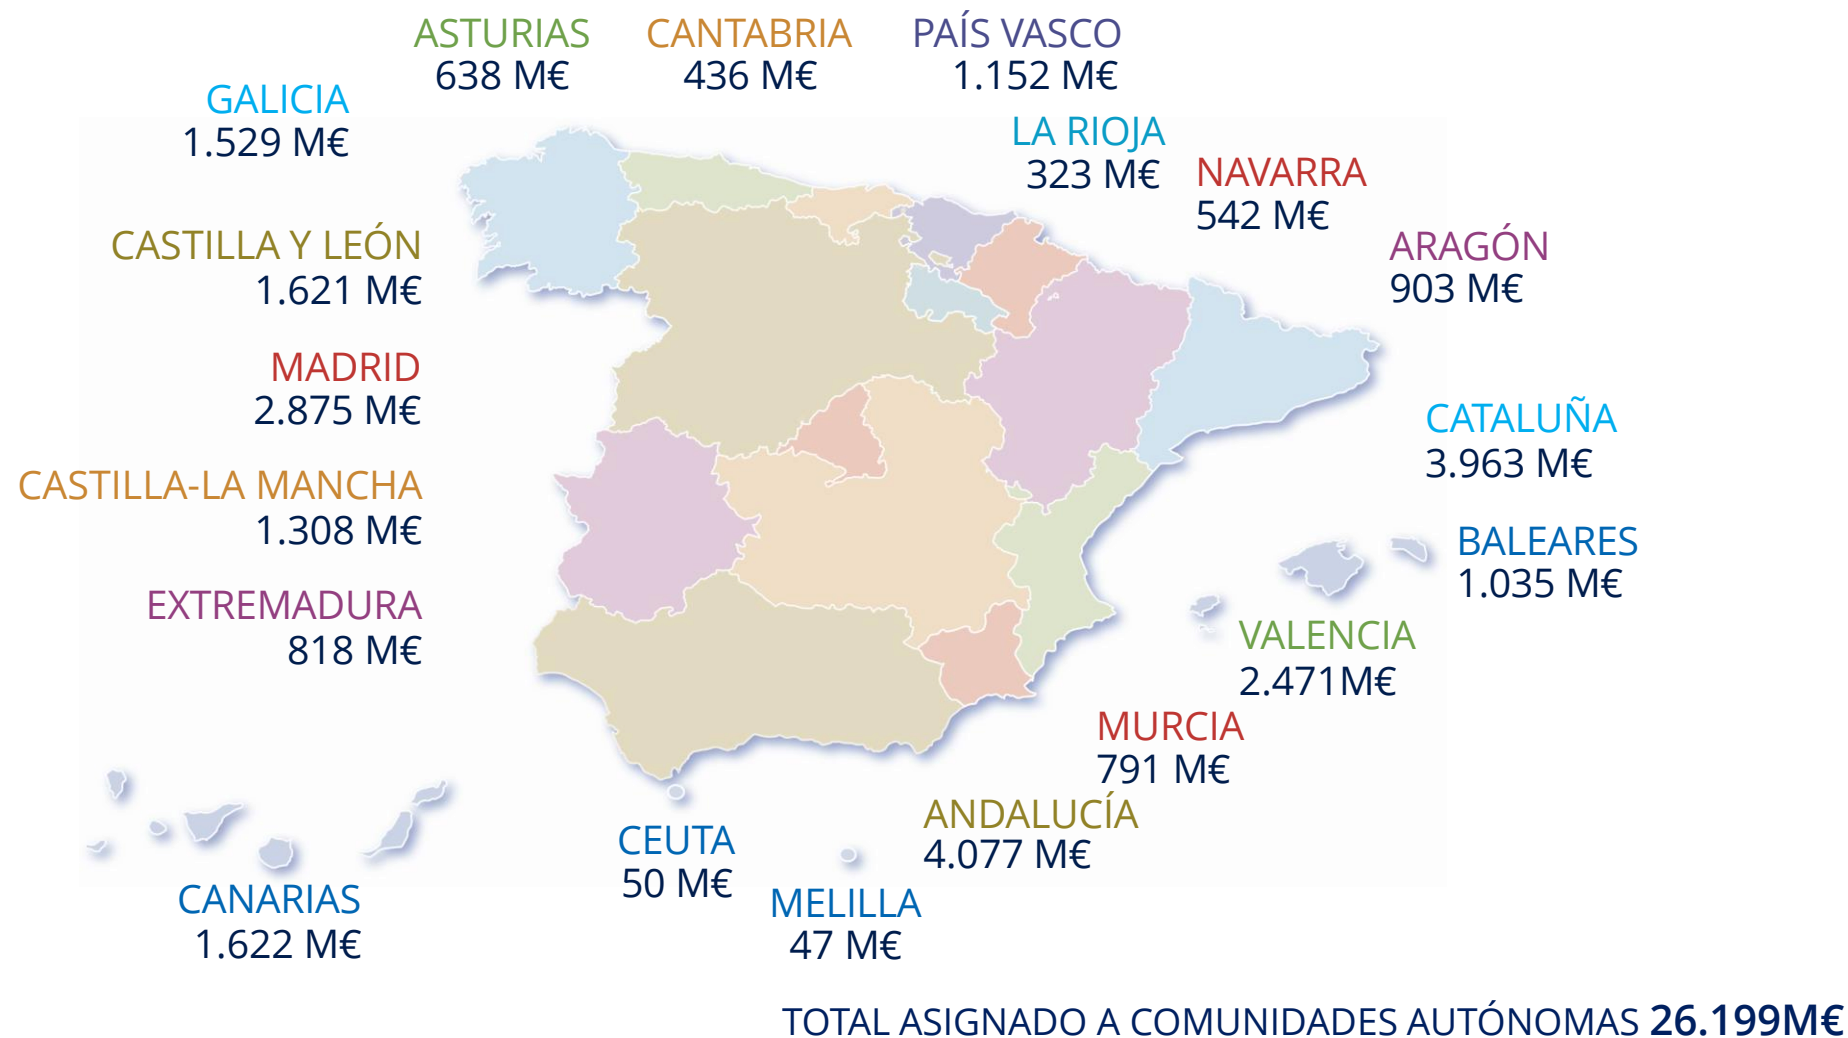 ASTURIAS
638 M€
CANTABRIA
436 M€
PAÍS VASCO
1.152 M€
GALICIA
1.529 M€
LA RIOJA
323 M€
NAVARRA
542 M€
CASTILLA Y LEÓN
1.621 M€
ARAGÓN
903 M€
MADRID
2.875 M€
CATALUÑA
3.963 M€
CASTILLA-LA MANCHA
1.308 M€
BALEARES
1.035 M€
EXTREMADURA
818 M€
VALENCIA
2.471M€
MURCIA
791 M€
ANDALUCÍA
4.077 M€
CEUTA
50 M€
CANARIAS
1.622 M€
MELILLA
47 M€
TOTAL ASIGNADO A COMUNIDADES AUTÓNOMAS 26.199M€